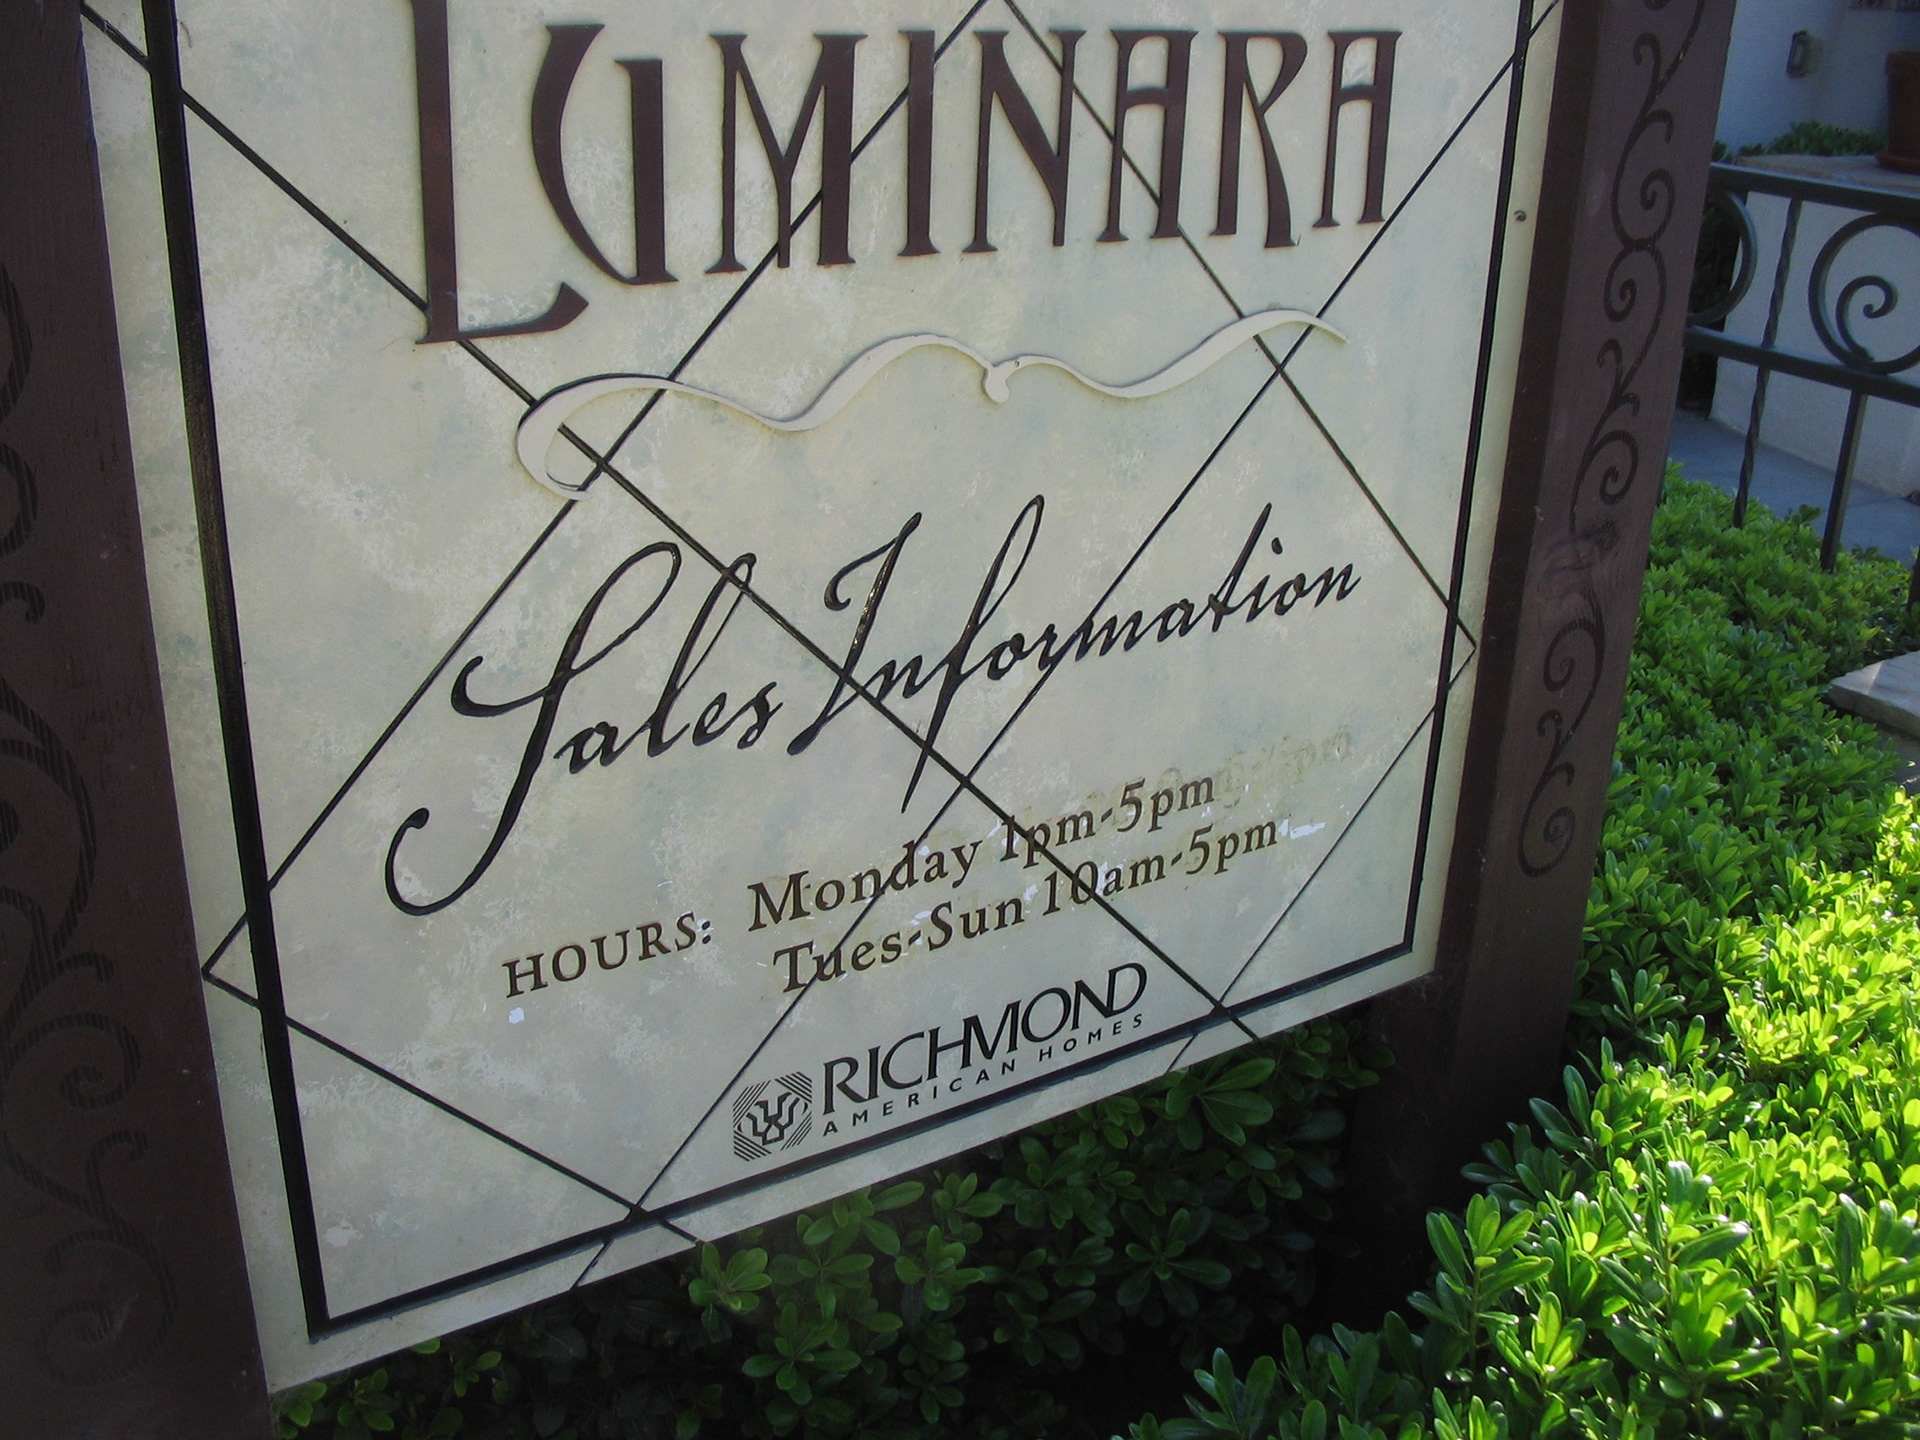 LUMINARA
Sales Information
HOURS: Monday 1pm-5pm
Tues-Sun 10am-5pm
RICHMOND
AMERICAN HOMES